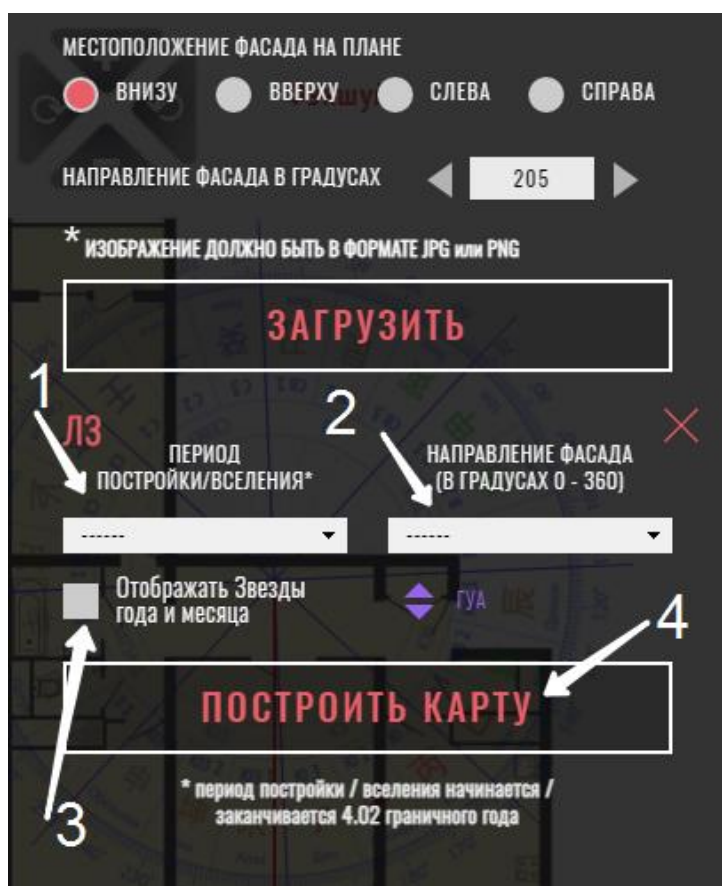 МЕСТОПОЛОЖЕНИЕ ФАСАДА НА ПЛАНЕ
ВНИЗУ ВВЕРХУ СЛЕВА СПРАВА
НАПРАВЛЕНИЕ ФАСАДА В ГРАДУСАХ 205
* ИЗОБРАЖЕНИЕ ДОЛЖНО БЫТЬ В ФОРМАТЕ JPG или PNG
ЗАГРУЗИТЬ
1
2
ЛЗ
ПЕРИОД
ПОСТРОЙКИ/ВСЕЛЕНИЯ*
НАПРАВЛЕНИЕ ФАСАДА
(В ГРАДУСАХ 0 - 360)
------ ------
Отображать Звезды
года и месяца
ГУА
4
ПОСТРОИТЬ КАРТУ
3
* период постройки / вселения начинается /
заканчивается 4.02 граничного года